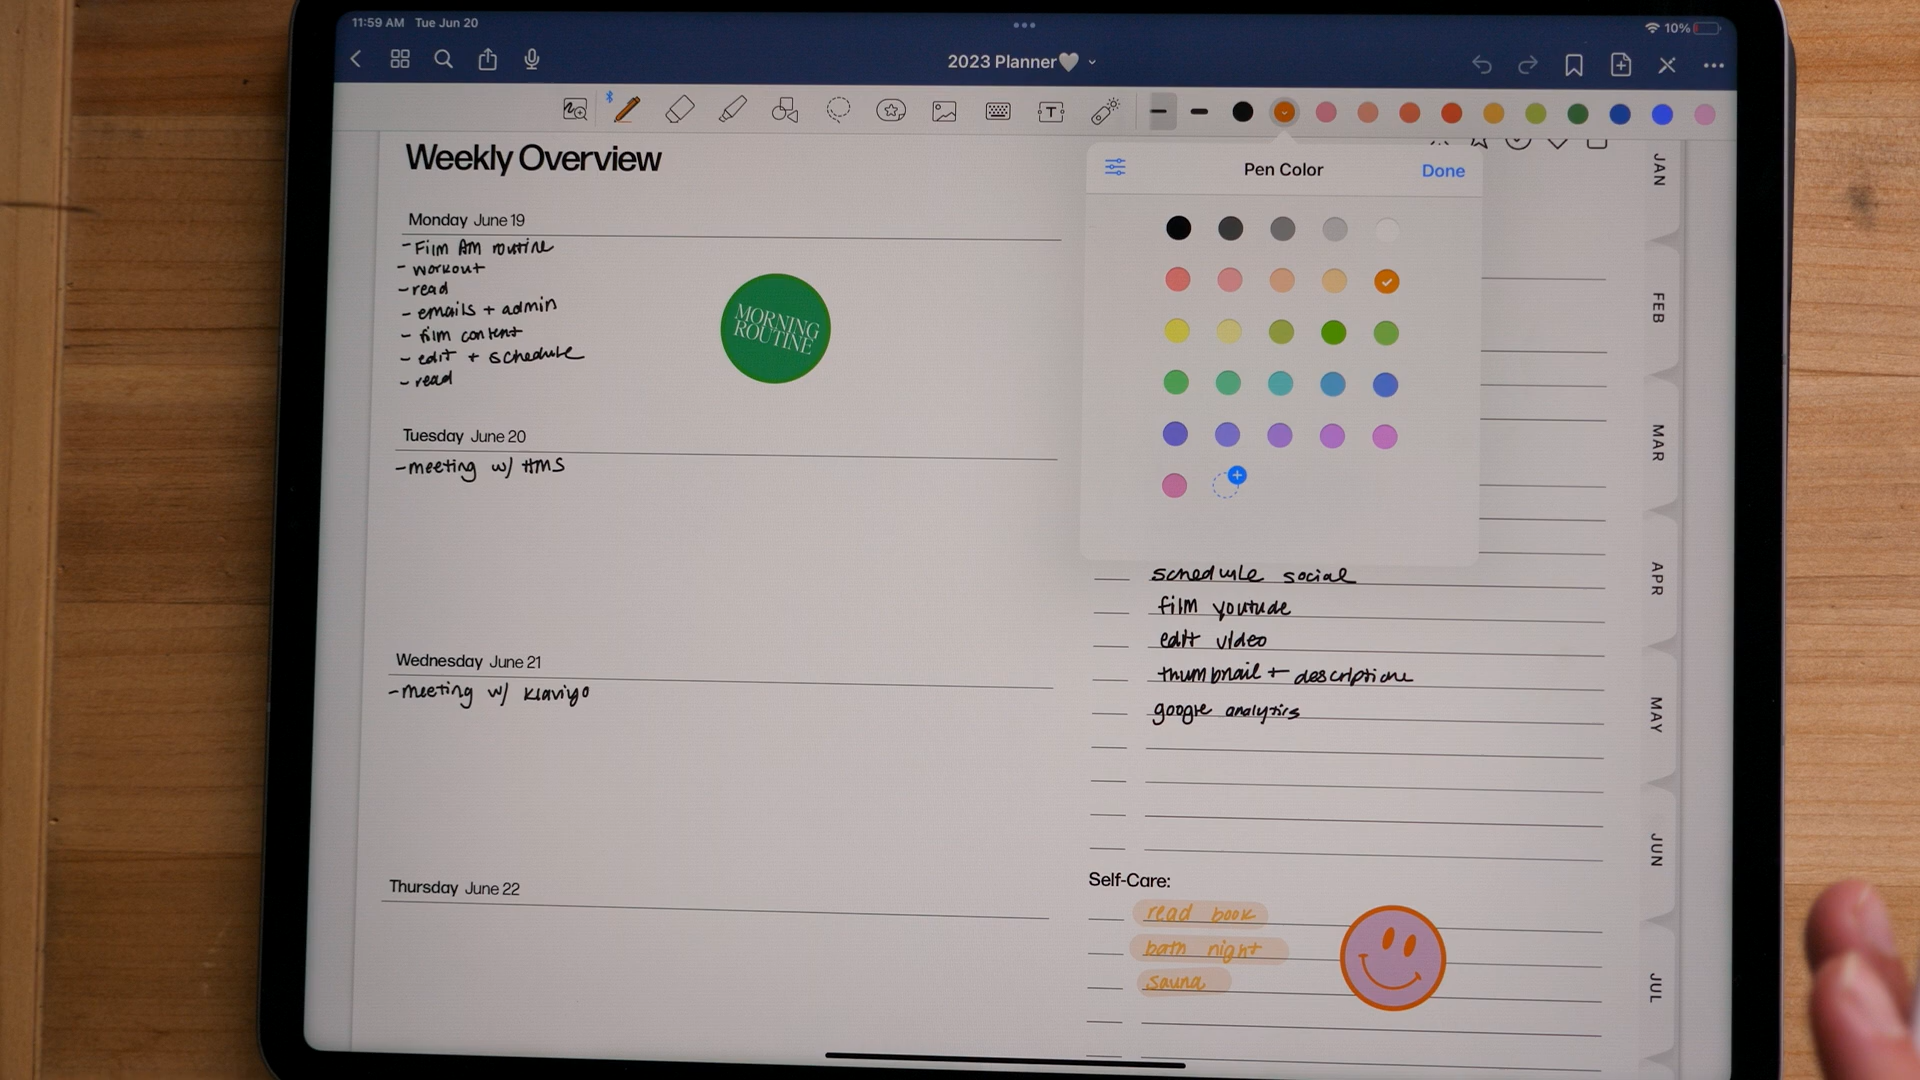 11:59 AM Tue Jun 20
10%
2023 Planner🤍
T
Weekly Overview
Pen Color
Done
Monday June 19
- Film AM routine
- workout
- read
- emails + admin
- film content
- edit + schedule
- read
MORNING
ROUTINE
Tuesday June 20
- meeting w/ HMS
Wednesday June 21
- meeting w/ Klaviyo
Thursday June 22
schedule social
film youtube
edit video
thumbnail + description
google analytics
Self-Care:
read book
bath night
sauna
JAN
FEB
MAR
APR
MAY
JUN
JUL